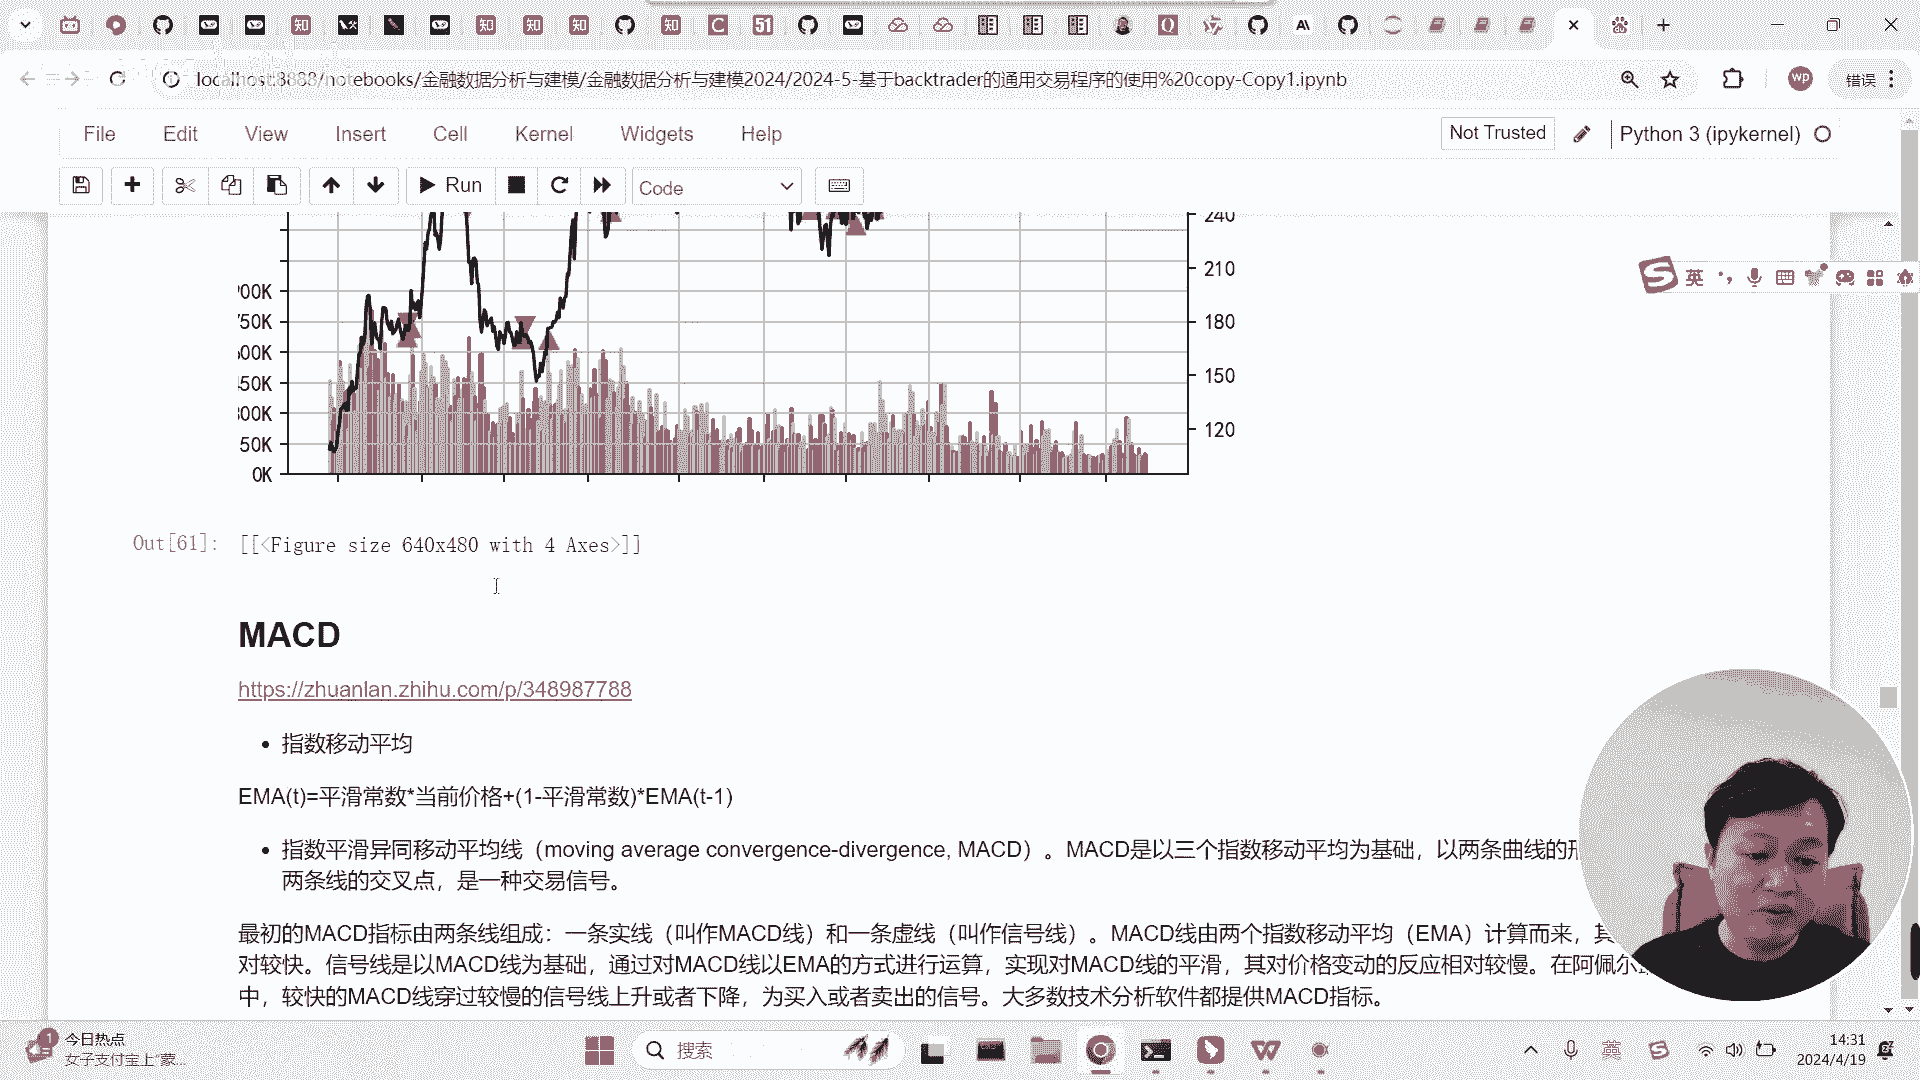 localhost:8888/notebooks/金融数据分析与建模/金融数据分析与建模2024/2024-5-基于backtrader的通用交易程序的使用%20copy-Copy1.ipynb
wp
错误
File Edit View Insert Cell Kernel Widgets Help
Not Trusted
Python 3 (ipykernel)
Run
Code
240
210
180
150
120
750K
0K
英
Out[61]:
[[<Figure size 640x480 with 4 Axes>]]
MACD
https://zhuanlan.zhihu.com/p/348987788
指数移动平均
EMA(t)=平滑常数*当前价格+(1-平滑常数)*EMA(t-1)
指数平滑异同移动平均线（moving average convergence-divergence, MACD）。MACD是以三个指数移动平均为基础，以两条曲线的
两条线的交叉点，是一种交易信号。
最初的MACD指标由两条线组成：一条实线（叫作MACD线）和一条虚线（叫作信号线）。MACD线由两个指数移动平均（EMA）计算而来，其
对较快。信号线是以MACD线为基础，通过对MACD线以EMA的方式进行运算，实现对MACD线的平滑，其对价格变动的反应相对较慢。在阿佩尔
中，较快的MACD线穿过较慢的信号线上升或者下降，为买入或者卖出的信号。大多数技术分析软件都提供MACD指标。
今日热点
女子支付宝上"蒙...
搜索
英
14:31
2024/4/19